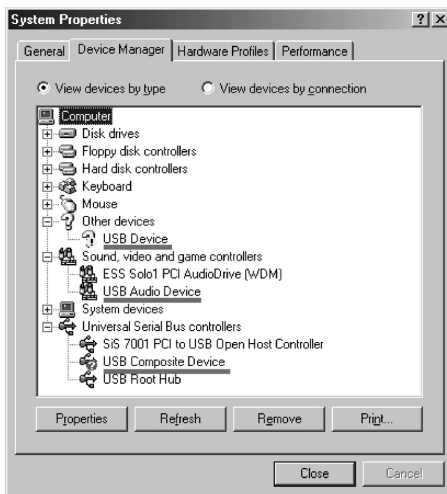 System Properties
General Device Manager Hardware Profiles Performance
View devices by type View devices by connection
Computer
Disk drives
Floppy disk controllers
Hard disk controllers
Keyboard
Mouse
Other devices
USB Device
Sound, video and game controllers
ESS Solo1 PCI AudioDrive (WDM)
USB Audio Device
System devices
Universal Serial Bus controllers
SiS 7001 PCI to USB Open Host Controller
USB Composite Device
USB Root Hub
Properties Refresh Remove Print...
Close Cancel